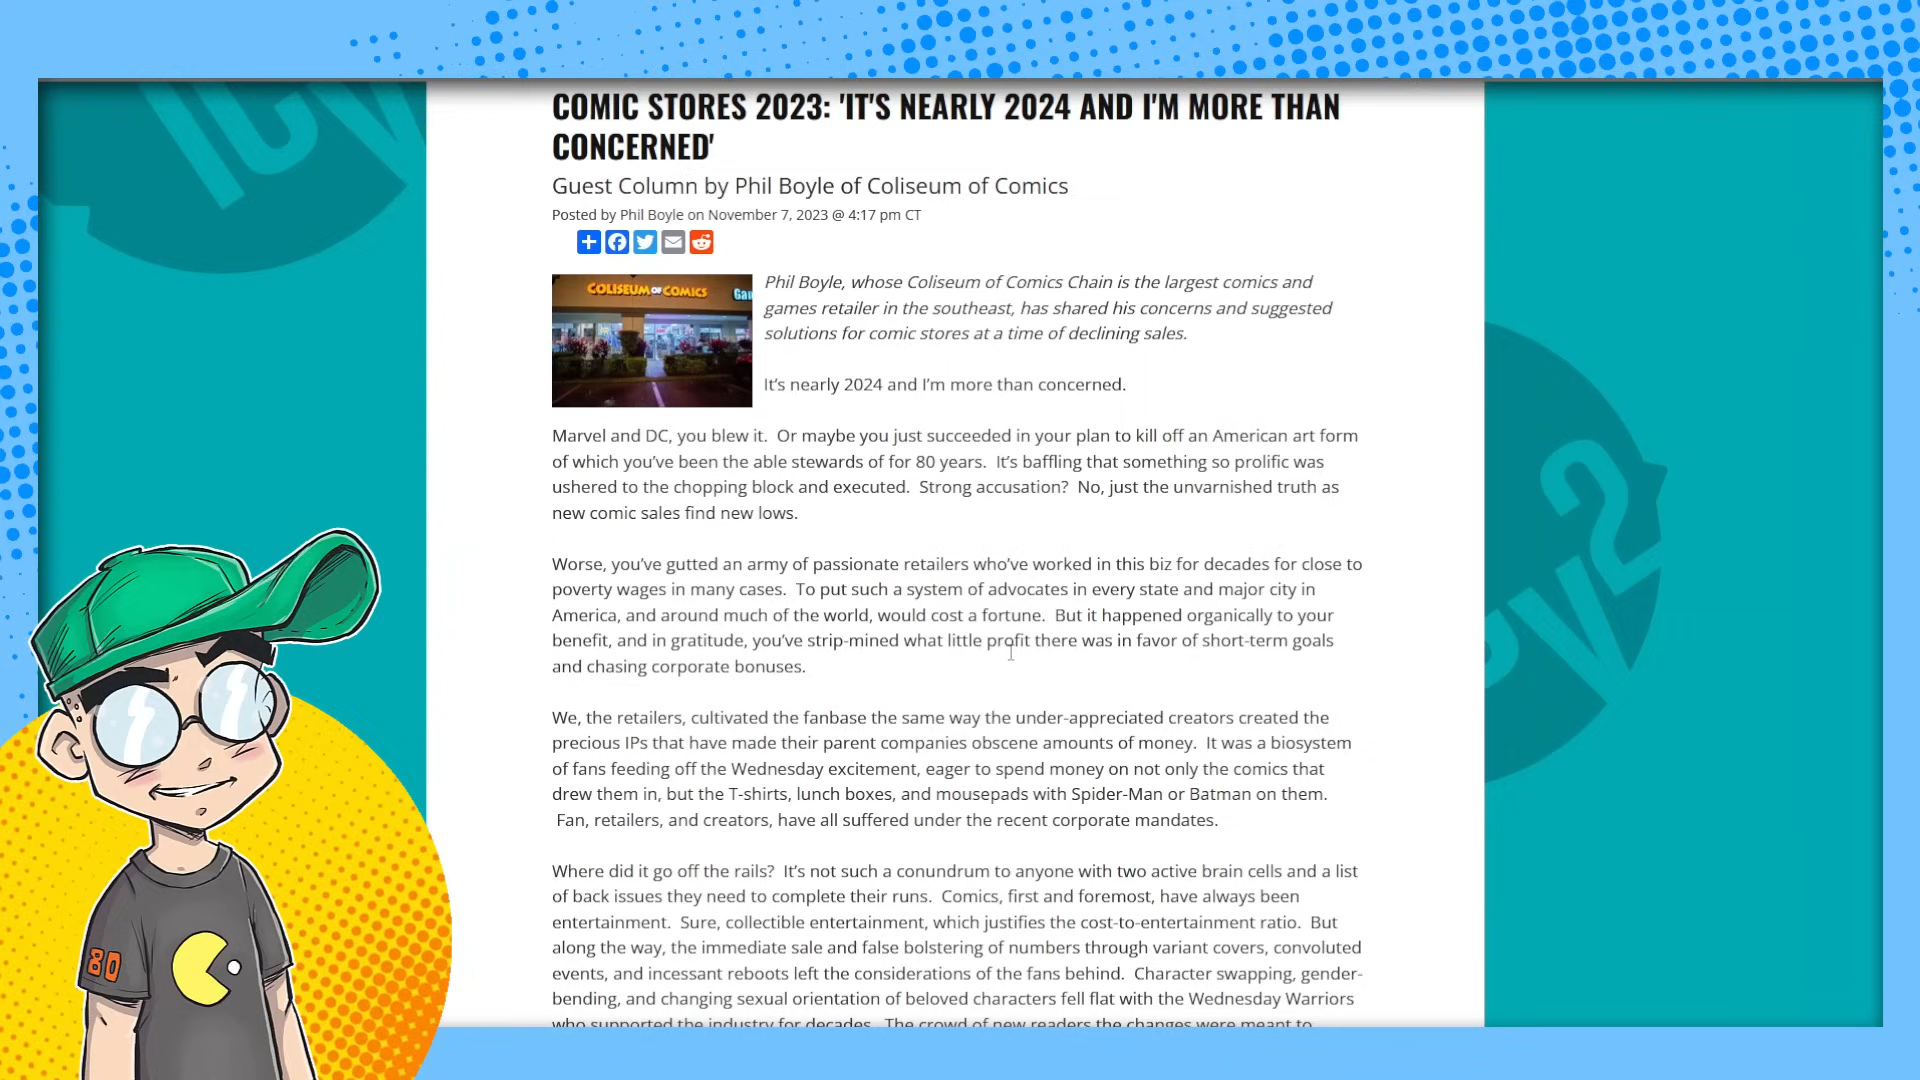 ICV
COMIC STORES 2023: 'IT'S NEARLY 2024 AND I'M MORE THAN
CONCERNED'
Guest Column by Phil Boyle of Coliseum of Comics
Posted by Phil Boyle on November 7, 2023 @ 4:17 pm CT
COLISEUM OF COMICS Ga
Phil Boyle, whose Coliseum of Comics Chain is the largest comics and
games retailer in the southeast, has shared his concerns and suggested
solutions for comic stores at a time of declining sales.
It's nearly 2024 and I'm more than concerned.
Marvel and DC, you blew it.  Or maybe you just succeeded in your plan to kill off an American art form
of which you've been the able stewards of for 80 years.  It's baffling that something so prolific was
ushered to the chopping block and executed.  Strong accusation?  No, just the unvarnished truth as
new comic sales find new lows.
Worse, you've gutted an army of passionate retailers who've worked in this biz for decades for close to
poverty wages in many cases.  To put such a system of advocates in every state and major city in
America, and around much of the world, would cost a fortune.  But it happened organically to your
benefit, and in gratitude, you've strip-mined what little profit there was in favor of short-term goals
and chasing corporate bonuses.
We, the retailers, cultivated the fanbase the same way the under-appreciated creators created the
precious IPs that have made their parent companies obscene amounts of money.  It was a biosystem
of fans feeding off the Wednesday excitement, eager to spend money on not only the comics that
drew them in, but the T-shirts, lunch boxes, and mousepads with Spider-Man or Batman on them.
Fan, retailers, and creators, have all suffered under the recent corporate mandates.
Where did it go off the rails?  It's not such a conundrum to anyone with two active brain cells and a list
of back issues they need to complete their runs.  Comics, first and foremost, have always been
entertainment.  Sure, collectible entertainment, which justifies the cost-to-entertainment ratio.  But
along the way, the immediate sale and false bolstering of numbers through variant covers, convoluted
events, and incessant reboots left the considerations of the fans behind.  Character swapping, gender-
bending, and changing sexual orientation of beloved characters fell flat with the Wednesday Warriors
who supported the industry for decades.  The crowd of new readers the changes were meant to
V2
80